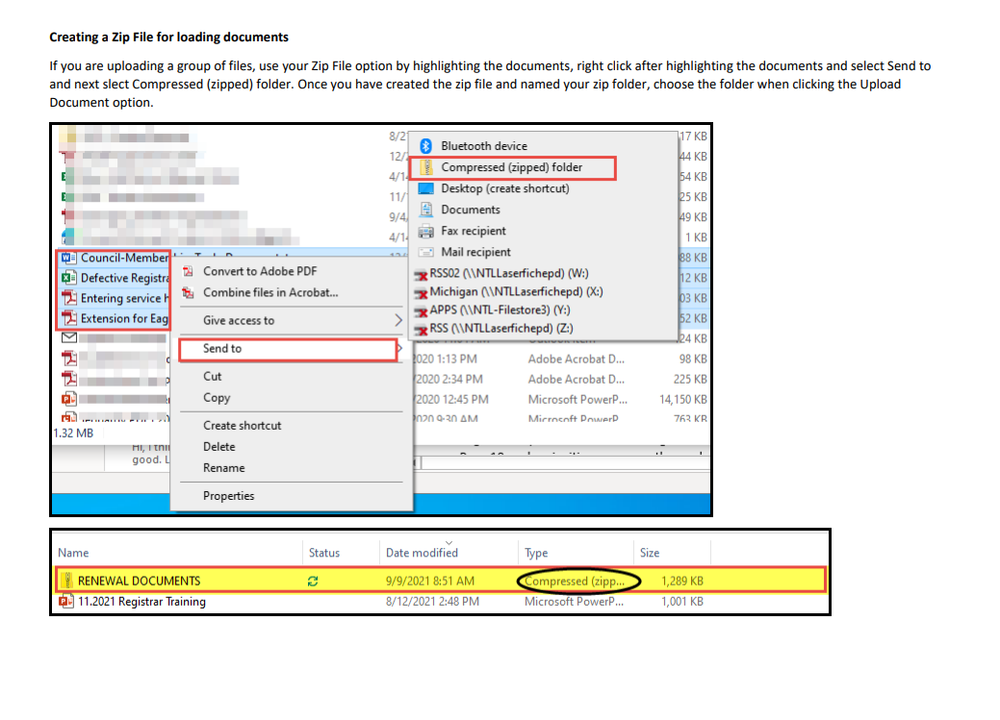 Creating a Zip File for loading documents
If you are uploading a group of files, use your Zip File option by highlighting the documents, right click after highlighting the documents and select Send to
and next slect Compressed (zipped) folder. Once you have created the zip file and named your zip folder, choose the folder when clicking the Upload
Document option.
8/2
12/
4/1
11/
9/4
4/1
17 KB
44 KB
54 KB
25 KB
49 KB
1 KB
88 KB
12 KB
03 KB
52 KB
24 KB
Bluetooth device
Compressed (zipped) folder
Desktop (create shortcut)
Documents
Fax recipient
Mail recipient
RSS02 (\\NTLLaserfichepd) (W:)
Michigan (\\NTLLaserfichepd) (X:)
APPS (\\NTL-Filestore3) (Y:)
RSS (\\NTLLaserfichepd) (Z:)
Council-Member
Defective Registra
Entering service h
Extension for Eag
Convert to Adobe PDF
Combine files in Acrobat...
Give access to
Send to
Cut
Copy
Create shortcut
Delete
Rename
Properties
2020 1:13 PM Adobe Acrobat D... 98 KB
/2020 2:34 PM Adobe Acrobat D... 225 KB
/2020 12:45 PM Microsoft PowerP... 14,150 KB
2020 9:30 AM Microsoft PowerP 763 KB
1.32 MB
Hi, I thi
good. L
Name Status Date modified Type Size
RENEWAL DOCUMENTS 9/9/2021 8:51 AM Compressed (zipp... 1,289 KB
11.2021 Registrar Training 8/12/2021 2:48 PM Microsoft PowerP... 1,001 KB